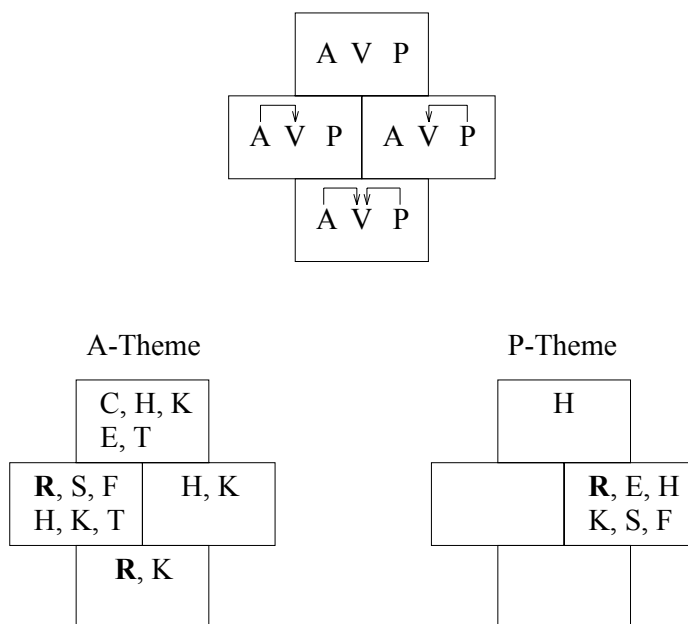 A V P
A V P
A V P
A V P
A-Theme
P-Theme
C, H, K
E, T
R, S, F
H, K, T
H, K
R, K
H
R, E, H
K, S, F